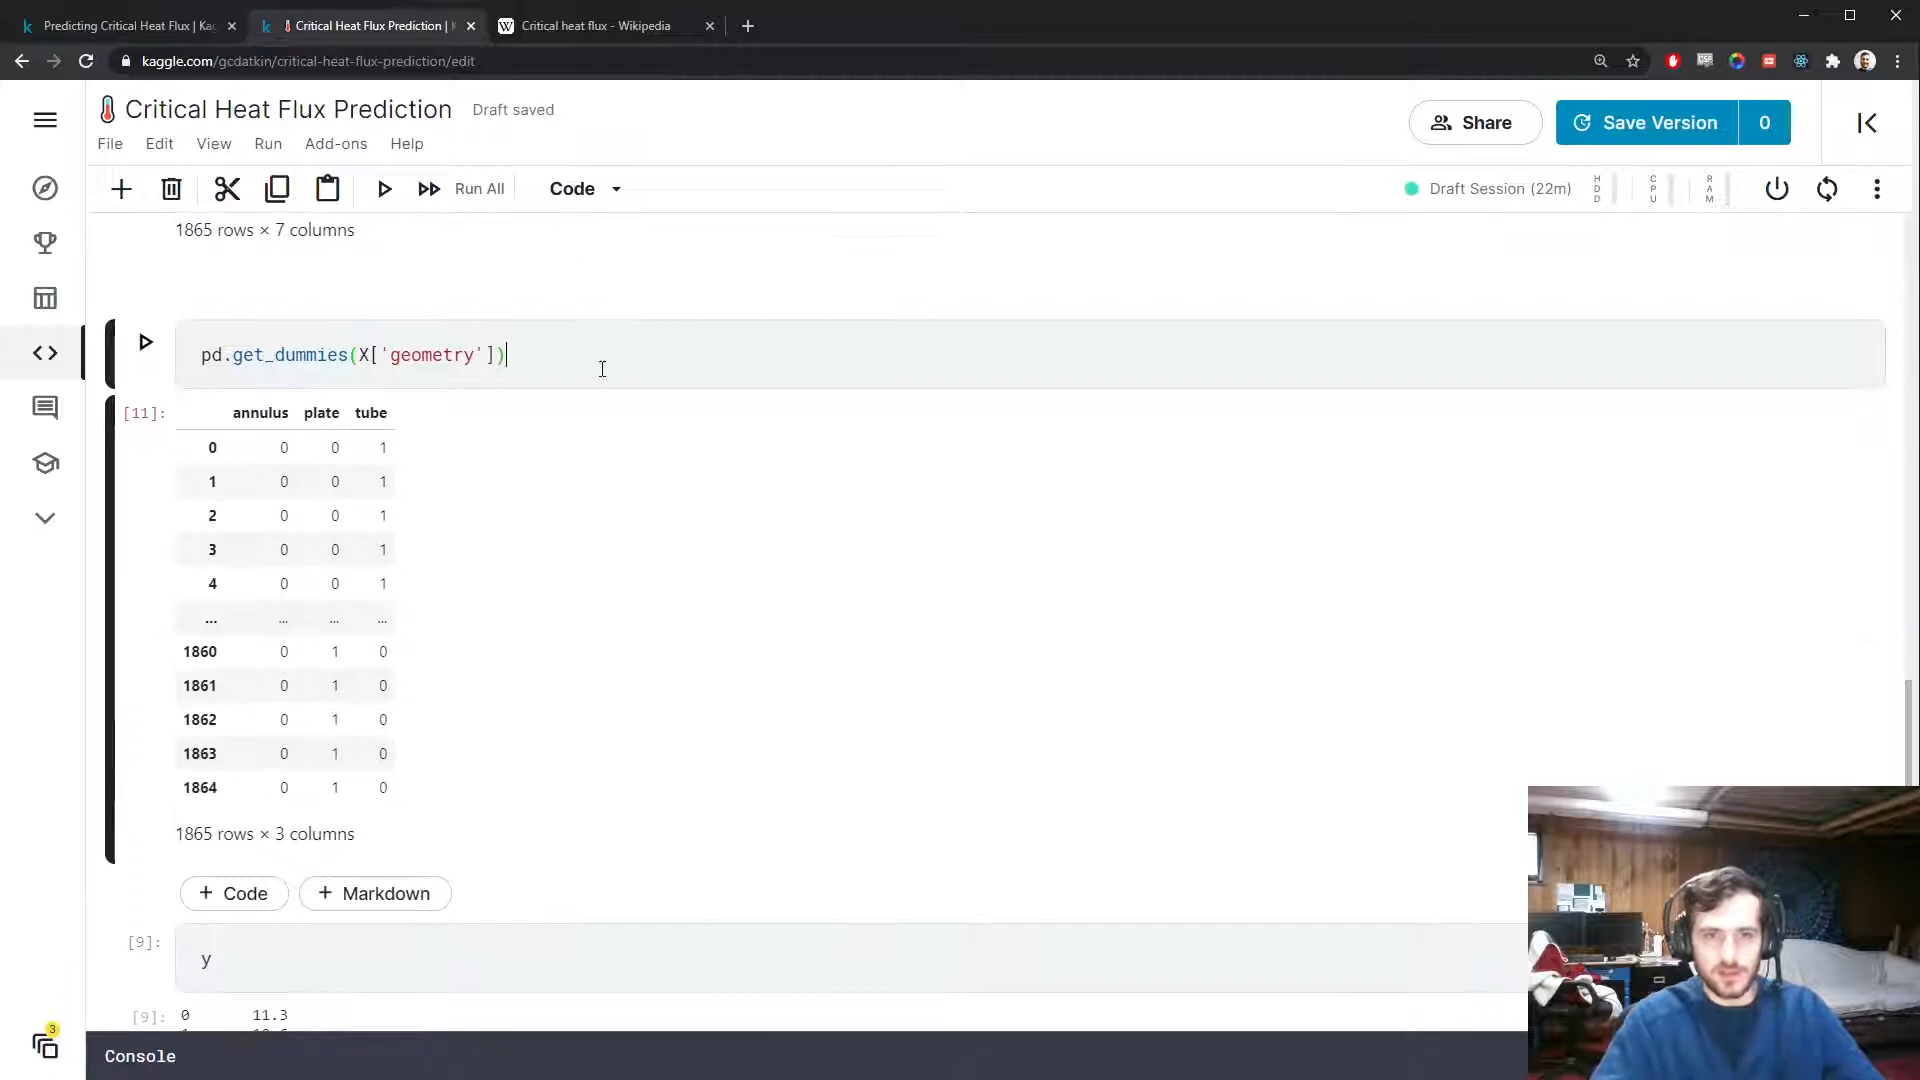 Predicting Critical Heat Flux | Kag
Critical Heat Flux Prediction |
Critical heat flux - Wikipedia
kaggle.com/gcdatkin/critical-heat-flux-prediction/edit
Critical Heat Flux Prediction
Draft saved
Share
Save Version
0
File
Edit
View
Run
Add-ons
Help
Run All
Code
Draft Session (22m)
HDD
CPU
RAM
1865 rows × 7 columns
pd.get_dummies(X['geometry'])
[11]:
annulus plate tube
0 0 0 1
1 0 0 1
2 0 0 1
3 0 0 1
4 0 0 1
... ... ... ...
1860 0 1 0
1861 0 1 0
1862 0 1 0
1863 0 1 0
1864 0 1 0
1865 rows × 3 columns
+ Code
+ Markdown
[9]:
y
[9]:
0 11.3
3
Console